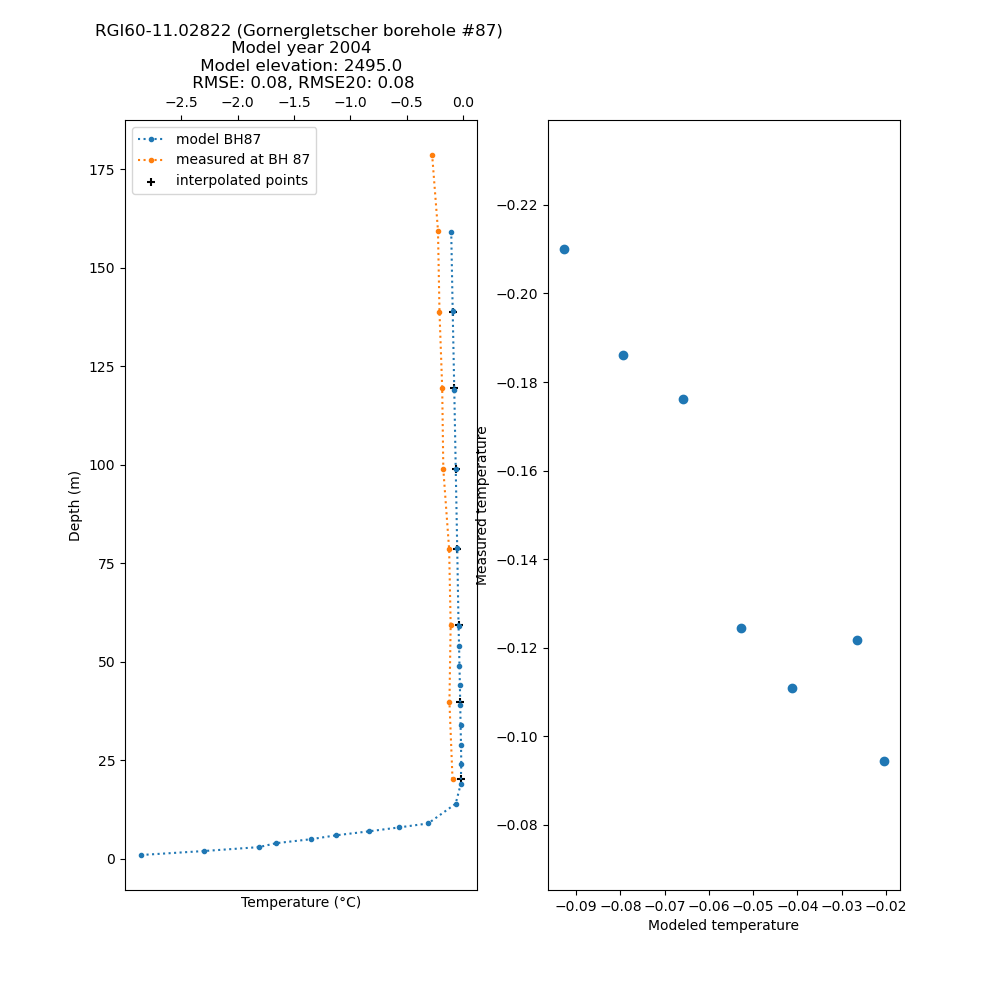 RGI60-11.02822 (Gornergletscher borehole #87)
Model year 2004
Model elevation: 2495.0
RMSE: 0.08, RMSE20: 0.08
−2.5 −2.0 −1.5 −1.0 −0.5 0.0
model BH87
measured at BH 87
interpolated points
175
150
125
100
75
50
25
0
Depth (m)
Temperature (°C)
−0.22
−0.20
−0.18
−0.16
−0.14
−0.12
−0.10
−0.08
Measured temperature
−0.09 −0.08 −0.07 −0.06 −0.05 −0.04 −0.03 −0.02
Modeled temperature